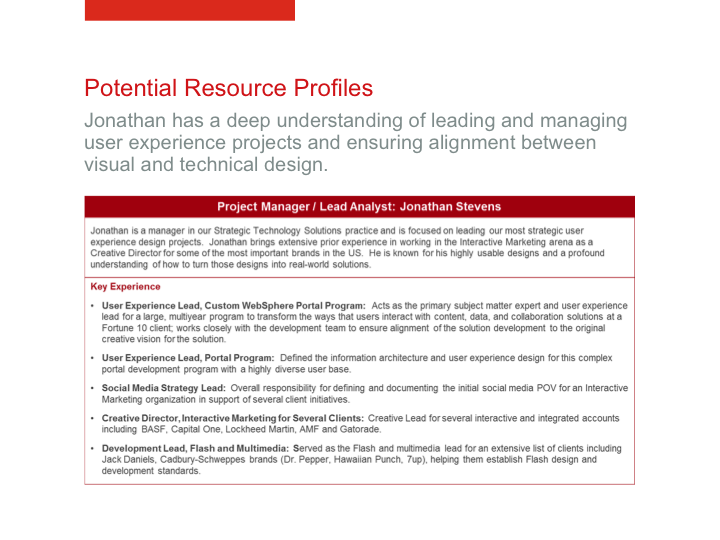 Potential Resource Profiles
Jonathan has a deep understanding of leading and managing
user experience projects and ensuring alignment between
visual and technical design.
Project Manager / Lead Analyst: Jonathan Stevens
Jonathan is a manager in our Strategic Technology Solutions practice and is focused on leading our most strategic user
experience design projects. Jonathan brings extensive prior experience in working in the Interactive Marketing arena as a
Creative Director for some of the most important brands in the US. He is known for his highly usable designs and a profound
understanding of how to turn those designs into real-world solutions.
Key Experience
• User Experience Lead, Custom WebSphere Portal Program: Acts as the primary subject matter expert and user experience
lead for a large, multiyear program to transform the ways that users interact with content, data, and collaboration solutions at a
Fortune 10 client; works closely with the development team to ensure alignment of the solution development to the original
creative vision for the solution.
• User Experience Lead, Portal Program: Defined the information architecture and user experience design for this complex
portal development program with a highly diverse user base.
• Social Media Strategy Lead: Overall responsibility for defining and documenting the initial social media POV for an Interactive
Marketing organization in support of several client initiatives.
• Creative Director, Interactive Marketing for Several Clients: Creative Lead for several interactive and integrated accounts
including BASF, Capital One, Lockheed Martin, AMF and Gatorade.
• Development Lead, Flash and Multimedia: Served as the Flash and multimedia lead for an extensive list of clients including
Jack Daniels, Cadbury-Schweppes brands (Dr. Pepper, Hawaiian Punch, 7up), helping them establish Flash design and
development standards.